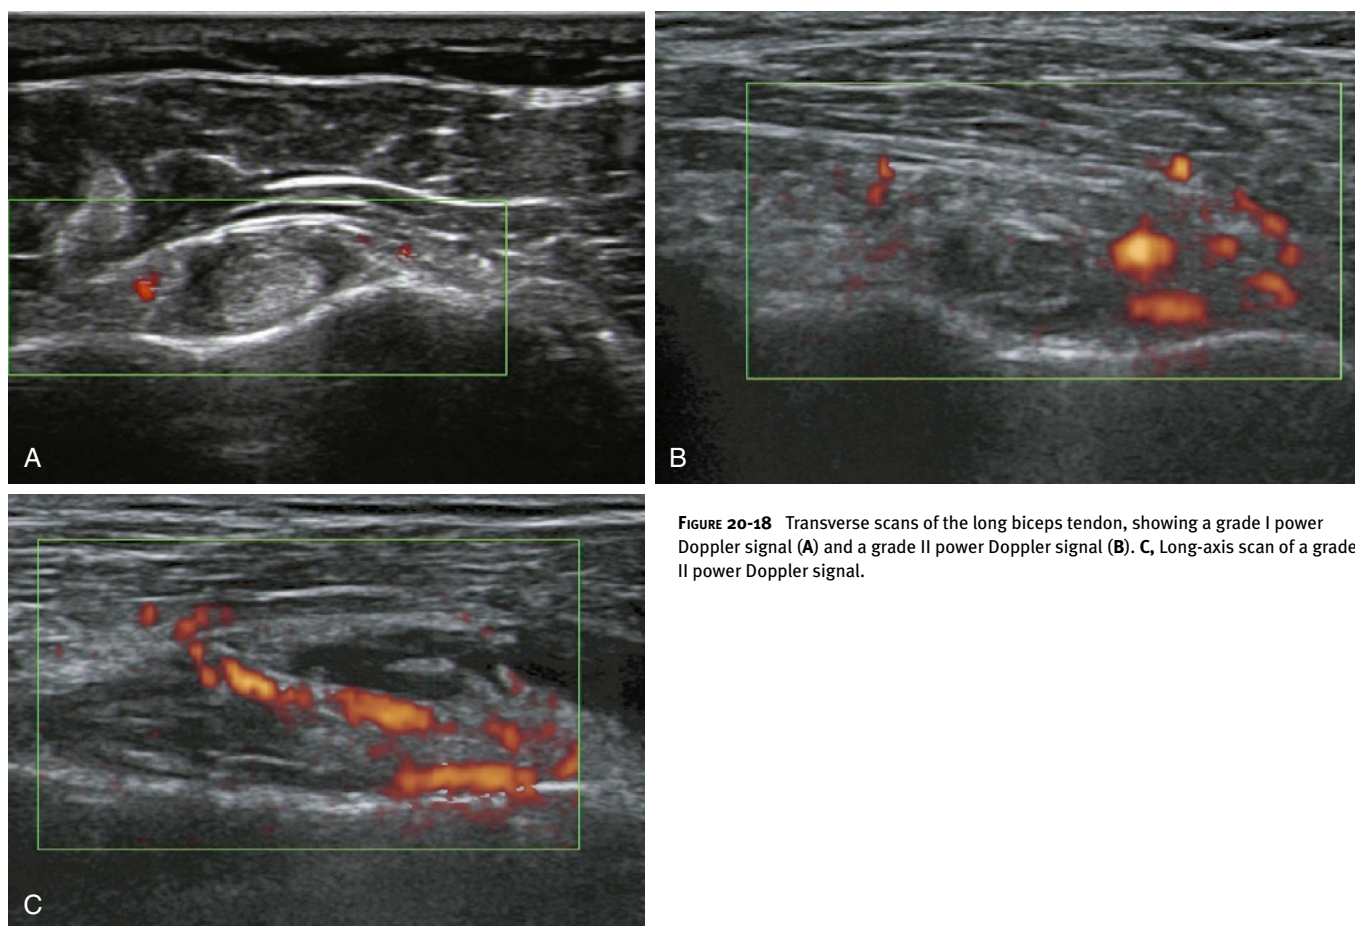 A
B
FIGURE 20-18 Transverse scans of the long biceps tendon, showing a grade I power
Doppler signal (A) and a grade II power Doppler signal (B). C, Long-axis scan of a grade
II power Doppler signal.
C